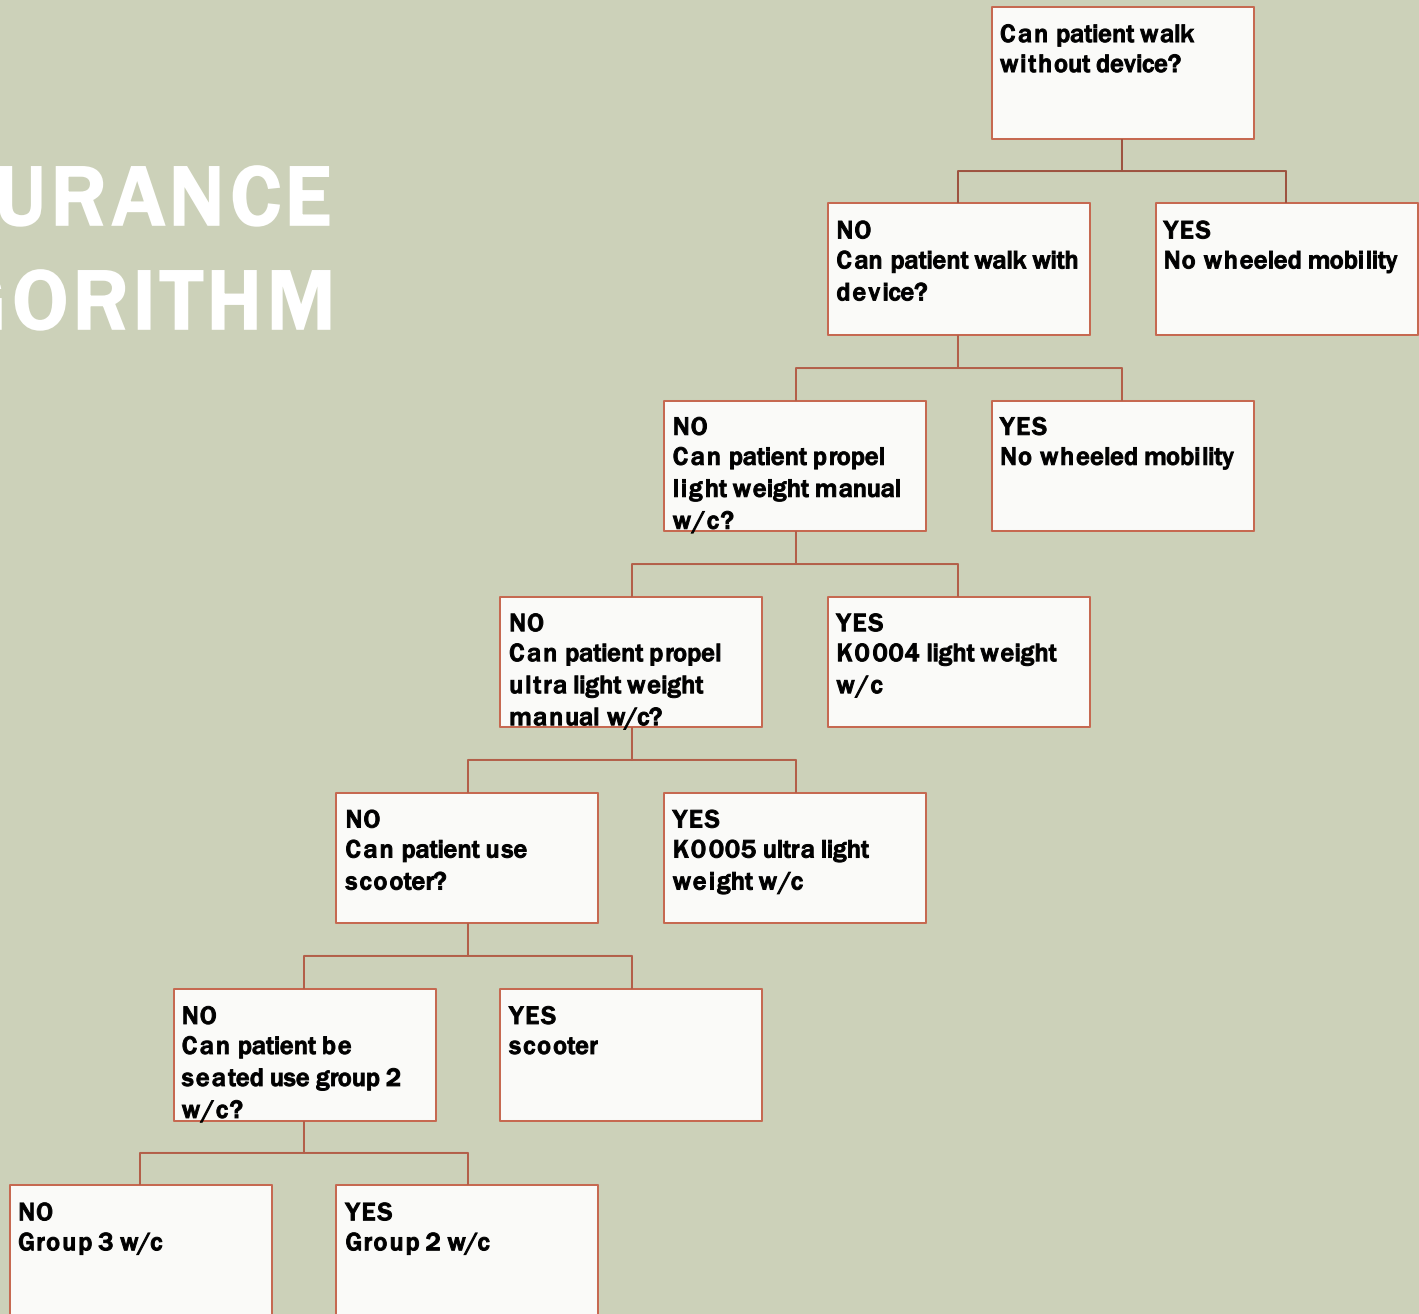 Can patient walk
without device?
URANCE
GORITHM
NO
Can patient walk with
device?
YES
No wheeled mobility
NO
Can patient propel
light weight manual
w/c?
YES
No wheeled mobility
NO
Can patient propel
ultra light weight
manual w/c?
YES
K0004 light weight
w/c
NO
Can patient use
scooter?
YES
K0005 ultra light
weight w/c
NO
Can patient be
seated use group 2
w/c?
YES
scooter
NO
Group 3 w/c
YES
Group 2 w/c